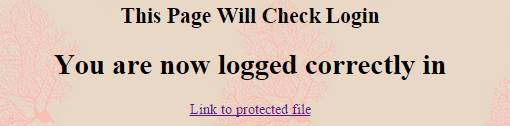 This Page Will Check Login
You are now logged correctly in
Link to protected file